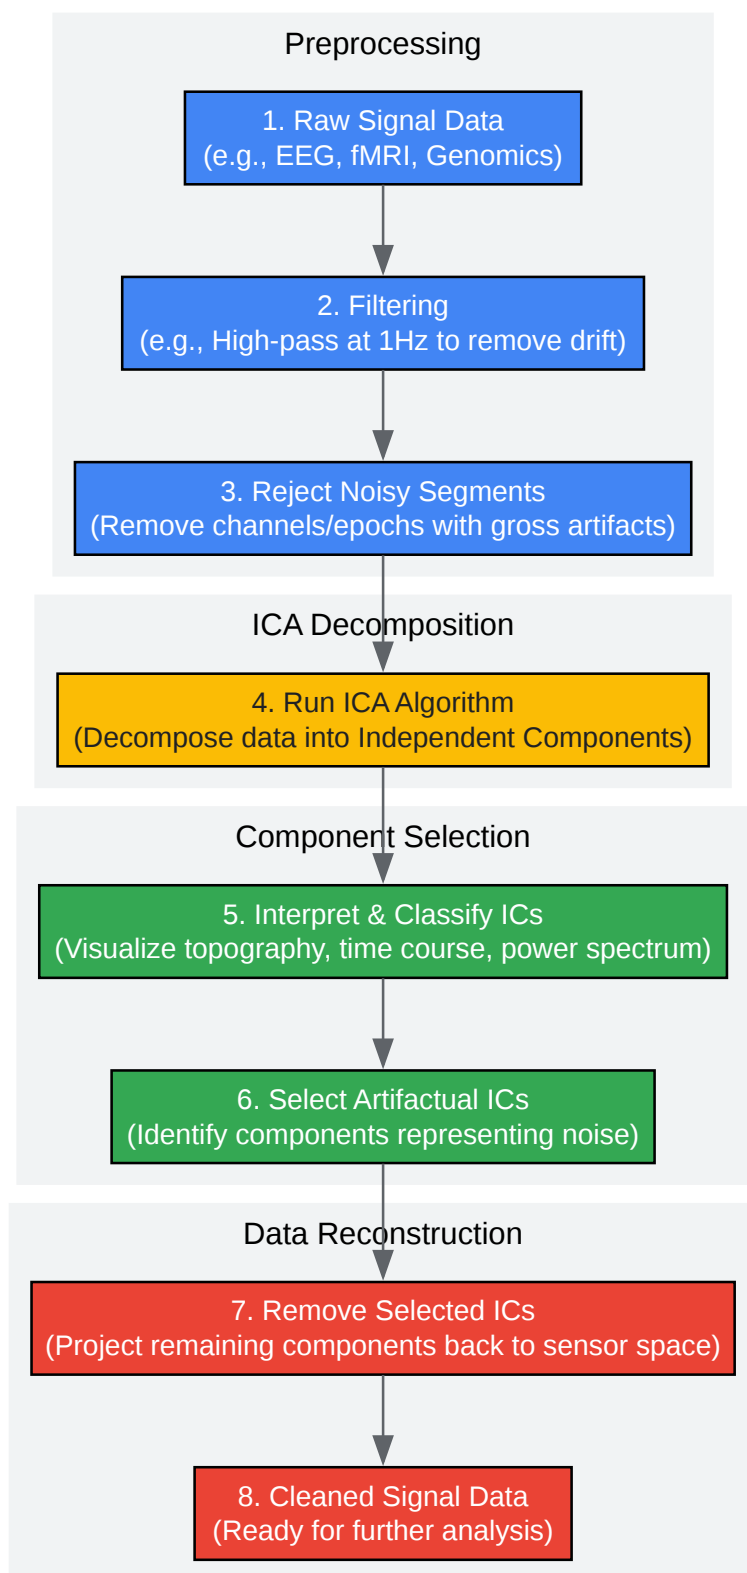 Preprocessing
1. Raw Signal Data
(e.g., EEG, fMRI, Genomics)
2. Filtering
(e.g., High-pass at 1Hz to remove drift)
3. Reject Noisy Segments
(Remove channels/epochs with gross artifacts)
ICA Decomposition
4. Run ICA Algorithm
(Decompose data into Independent Components)
Component Selection
5. Interpret & Classify ICs
(Visualize topography, time course, power spectrum)
6. Select Artifactual ICs
(Identify components representing noise)
Data Reconstruction
7. Remove Selected ICs
(Project remaining components back to sensor space)
8. Cleaned Signal Data
(Ready for further analysis)